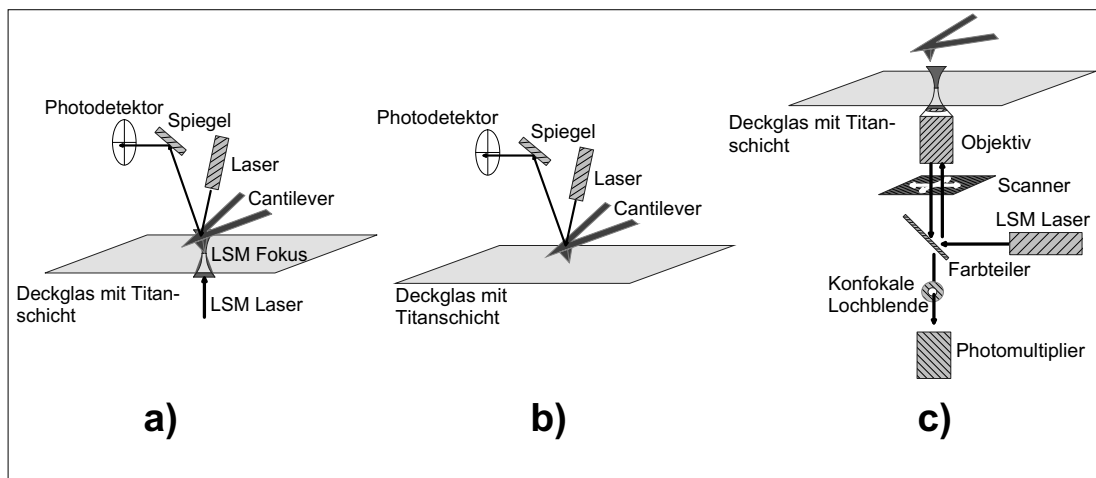 Photodetektor
Spiegel
Laser
Cantilever
LSM Fokus
Deckglas mit Titan-
schicht
LSM Laser
a)
Photodetektor
Spiegel
Laser
Cantilever
Deckglas mit
Titanschicht
b)
Deckglas mit Titan-
schicht
Objektiv
Scanner
LSM Laser
Farbteiler
Konfokale
Lochblende
Photomultiplier
c)